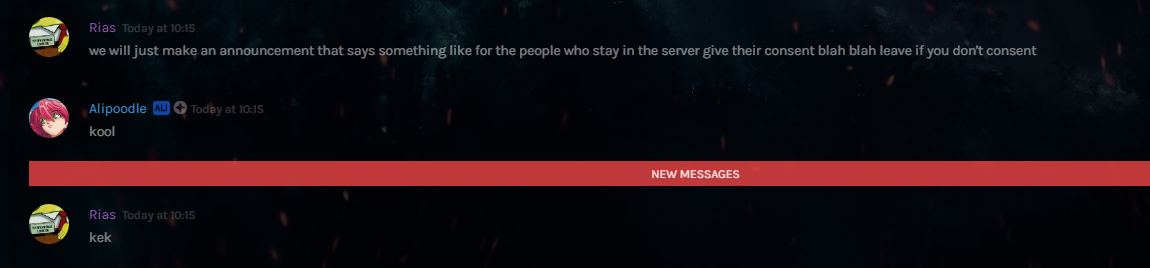 Rias Today at 10:15
we will just make an announcement that says something like for the people who stay in the server give their consent blah blah leave if you don't consent
Alipoodle ALI Today at 10:15
kool
NEW MESSAGES
Rias Today at 10:15
kek